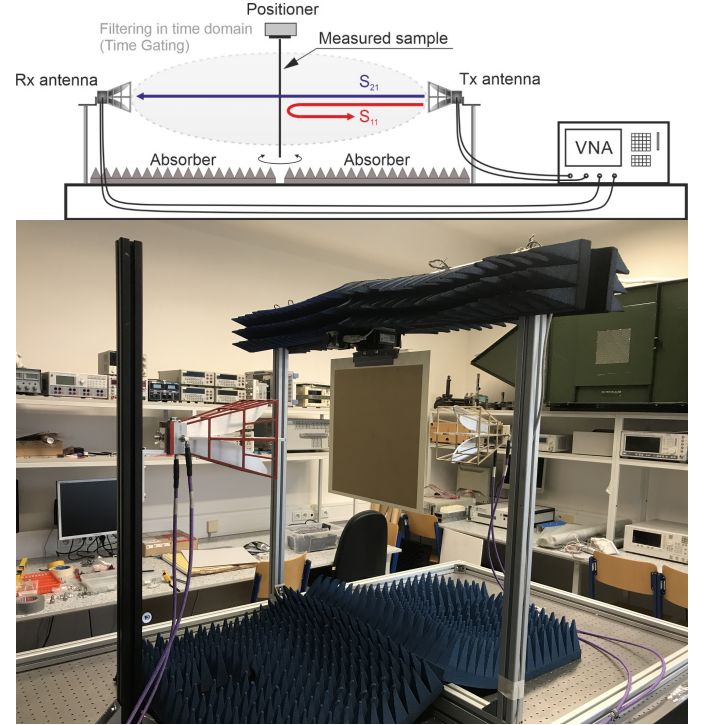 Positioner
Filtering in time domain
(Time Gating)
Measured sample
Rx antenna
S21
Tx antenna
S11
VNA
Absorber
Absorber